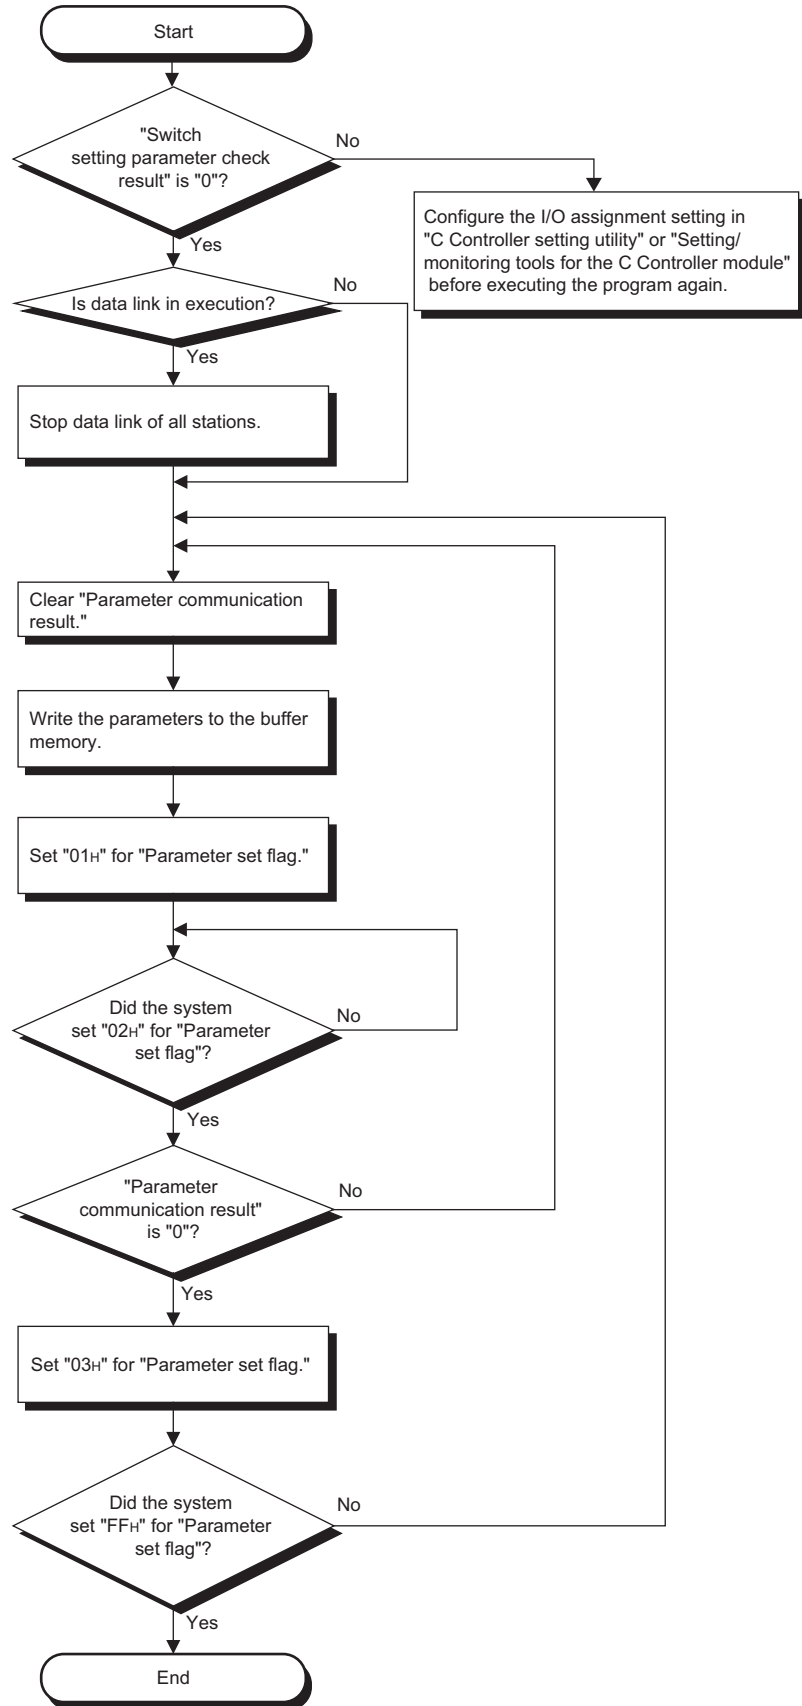 Start
"Switch
setting parameter check
result" is "0"?
No
Configure the I/O assignment setting in
"C Controller setting utility" or "Setting/
monitoring tools for the C Controller module"
before executing the program again.
Yes
Is data link in execution?
No
Yes
Stop data link of all stations.
Clear "Parameter communication
result."
Write the parameters to the buffer
memory.
Set "01H" for "Parameter set flag."
Did the system
set "02H" for "Parameter
set flag"?
No
Yes
"Parameter
communication result"
is "0"?
No
Yes
Set "03H" for "Parameter set flag."
Did the system
set "FFH" for "Parameter
set flag"?
No
Yes
End